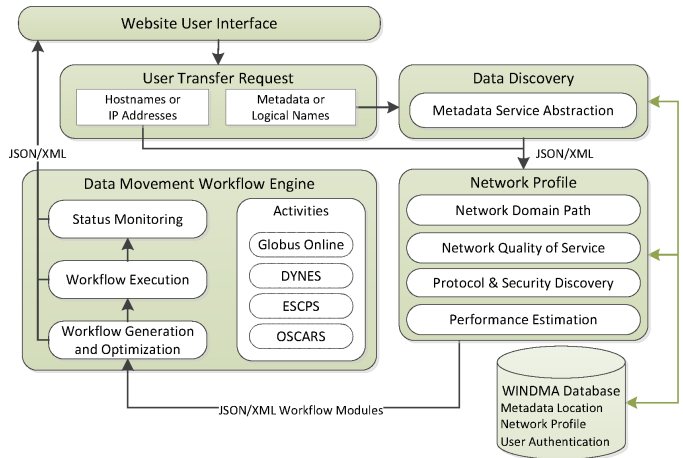 Website User Interface
User Transfer Request
Hostnames or
IP Addresses
Metadata or
Logical Names
Data Discovery
Metadata Service Abstraction
JSON/XML
JSON/XML
Data Movement Workflow Engine
Status Monitoring
Workflow Execution
Workflow Generation
and Optimization
Activities
Globus Online
DYNES
ESCPS
OSCARS
Network Profile
Network Domain Path
Network Quality of Service
Protocol & Security Discovery
Performance Estimation
JSON/XML Workflow Modules
WINDMA Database
Metadata Location
Network Profile
User Authentication